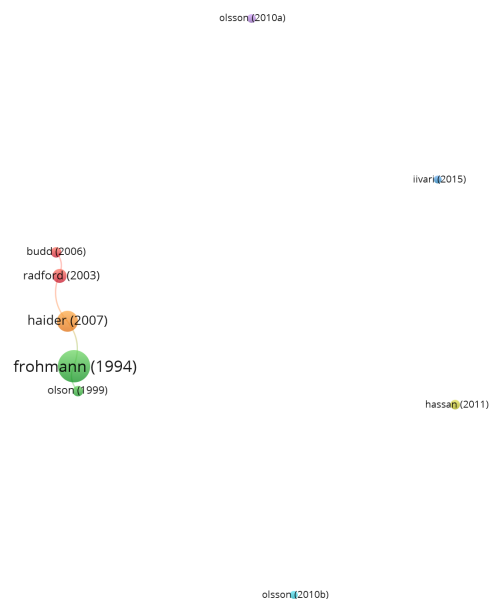 olsson (2010a)
iivari (2015)
budd (2006)
radford (2003)
haider (2007)
frohmann (1994)
olson (1999)
hassan (2011)
olsson (2010b)